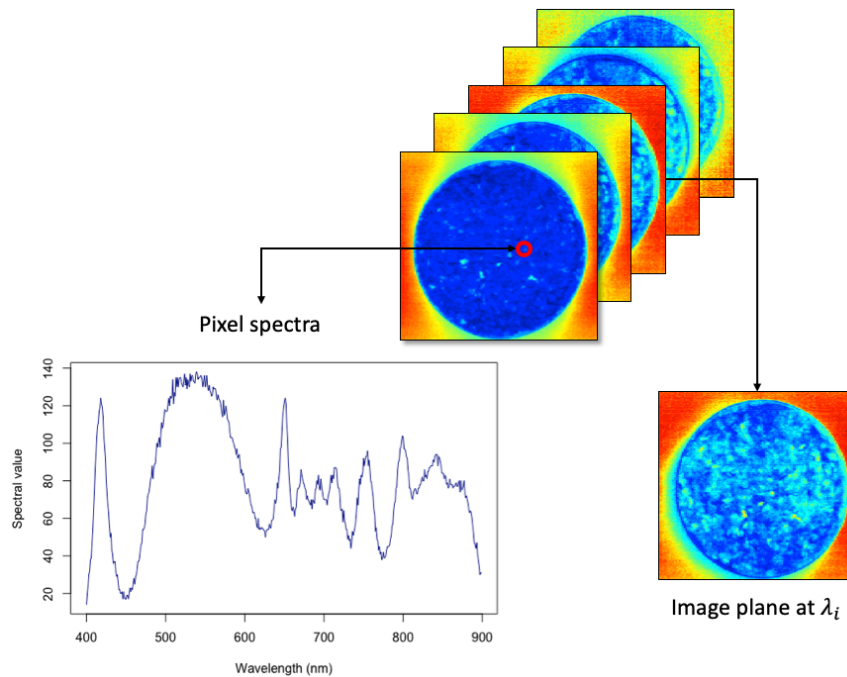 Pixel spectra
140
120
100
80
60
40
20
Spectral value
400 500 600 700 800 900
Wavelength (nm)
Image plane at λᵢ